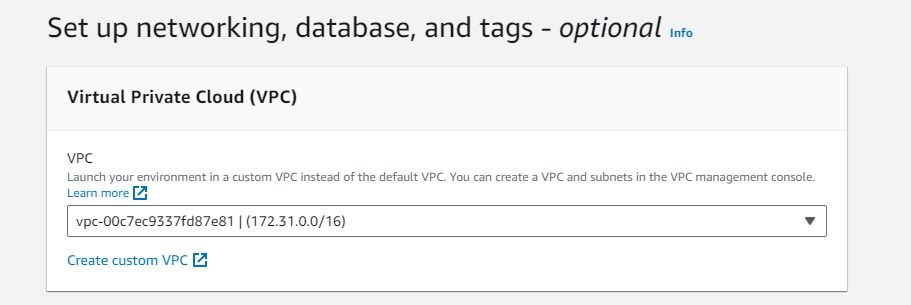 Set up networking, database, and tags - optional Info
Virtual Private Cloud (VPC)
VPC
Launch your environment in a custom VPC instead of the default VPC. You can create a VPC and subnets in the VPC management console.
Learn more
vpc-00c7ec9337fd87e81 | (172.31.0.0/16)
Create custom VPC